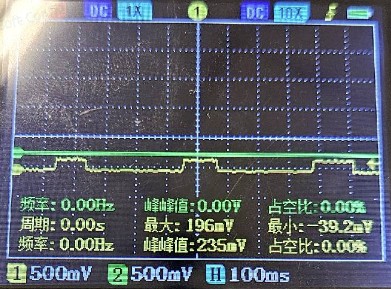 DC 1X 1 DC 10X
频率: 0.00Hz 峰峰值: 0.00V 占空比: 0.00%
周期: 0.00s 最大: 196mV 最小: -39.2mV
频率: 0.00Hz 峰峰值: 235mV 占空比: 0.00%
1 500mV 2 500mV H 100ms